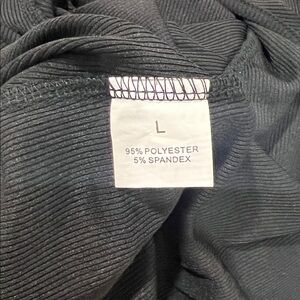 L
95% POLYESTER
5% SPANDEX